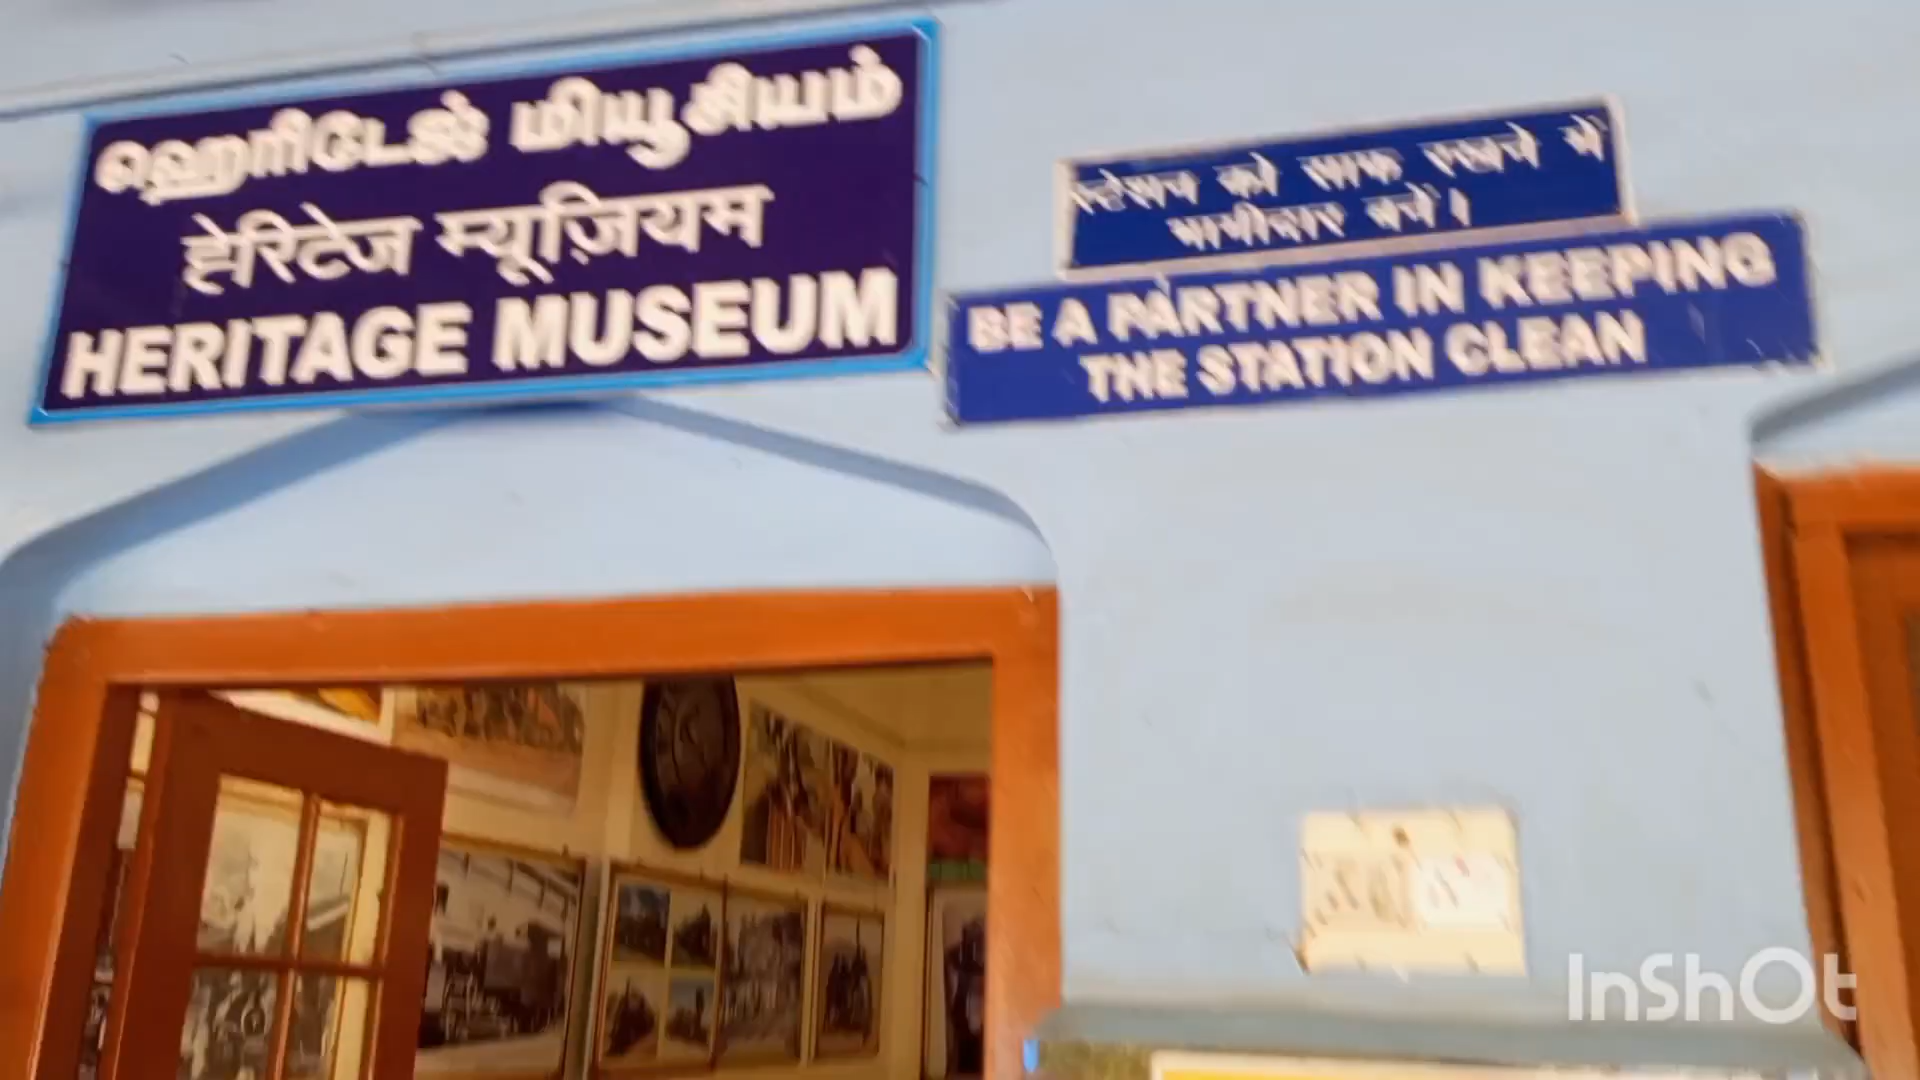 ஹெரிடேஜ் மியூசியம்
हेरिटेज म्यूज़ियम
HERITAGE MUSEUM
स्टेशन को साफ रखने में
भागीदार बनें।
BE A PARTNER IN KEEPING
THE STATION CLEAN
InShOt